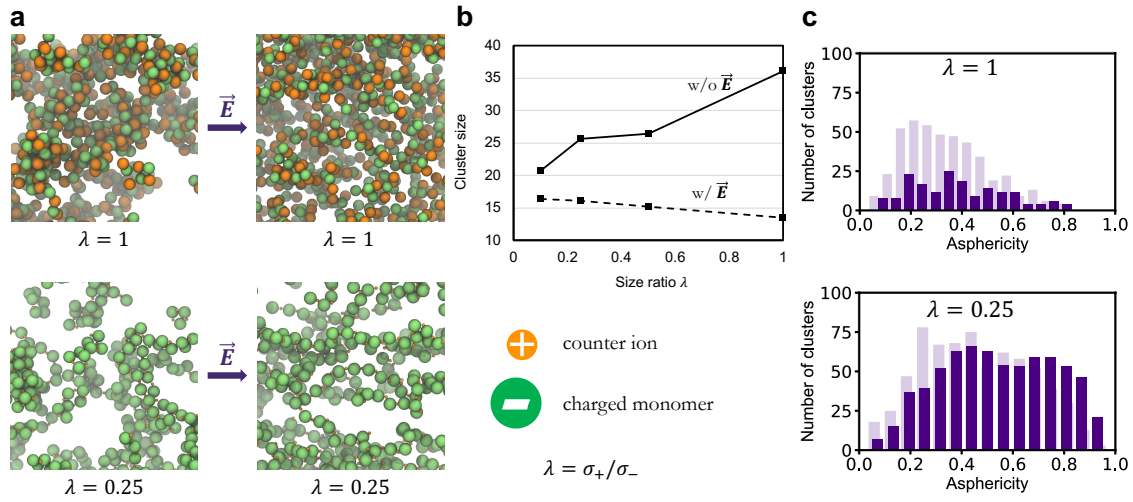 a
E
λ = 1
λ = 1
E
λ = 0.25
λ = 0.25
b
40
35
30
25
20
15
10
Cluster size
w/o E
w/ E
0
0.2
0.4
0.6
0.8
1
Size ratio λ
+
counter ion
-
charged monomer
λ = σ+/σ−
c
100
75
50
25
0
Number of clusters
λ = 1
0.0 0.2 0.4 0.6 0.8 1.0
Asphericity
100
75
50
25
0
Number of clusters
λ = 0.25
0.0 0.2 0.4 0.6 0.8 1.0
Asphericity